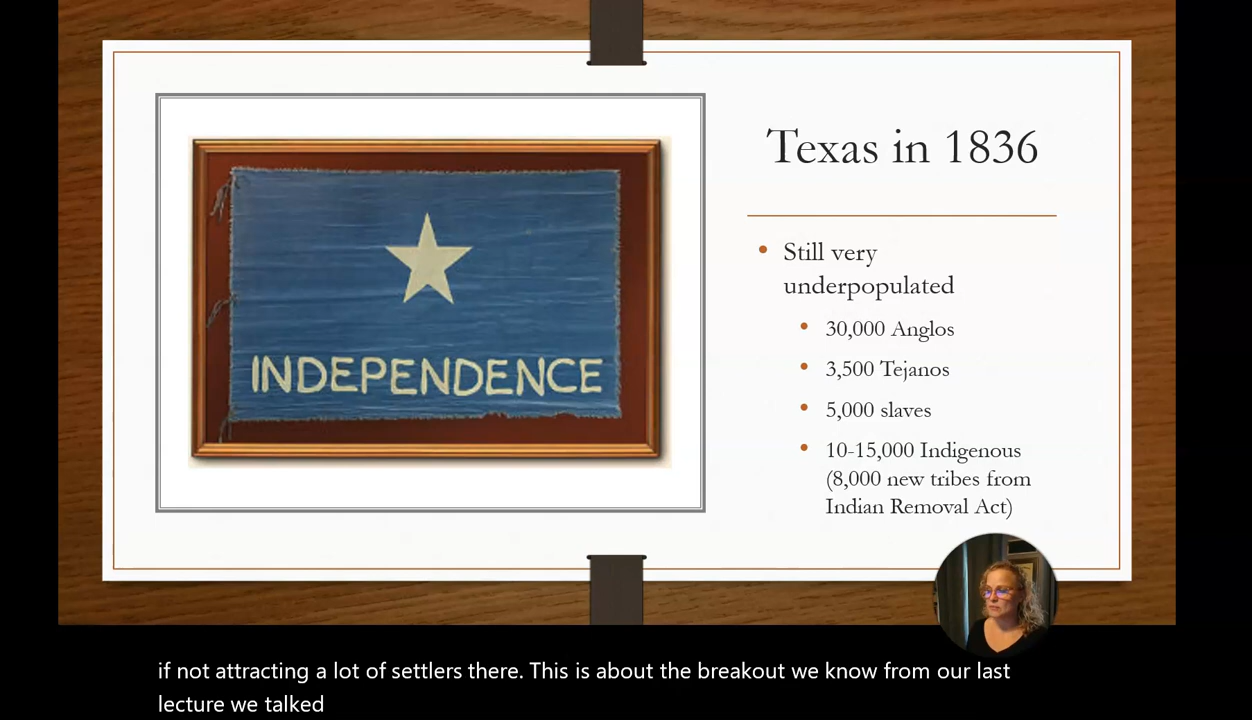 INDEPENDENCE
Texas in 1836
Still very
underpopulated
30,000 Anglos
3,500 Tejanos
5,000 slaves
10-15,000 Indigenous
(8,000 new tribes from
Indian Removal Act)
if not attracting a lot of settlers there. This is about the breakout we know from our last
lecture we talked